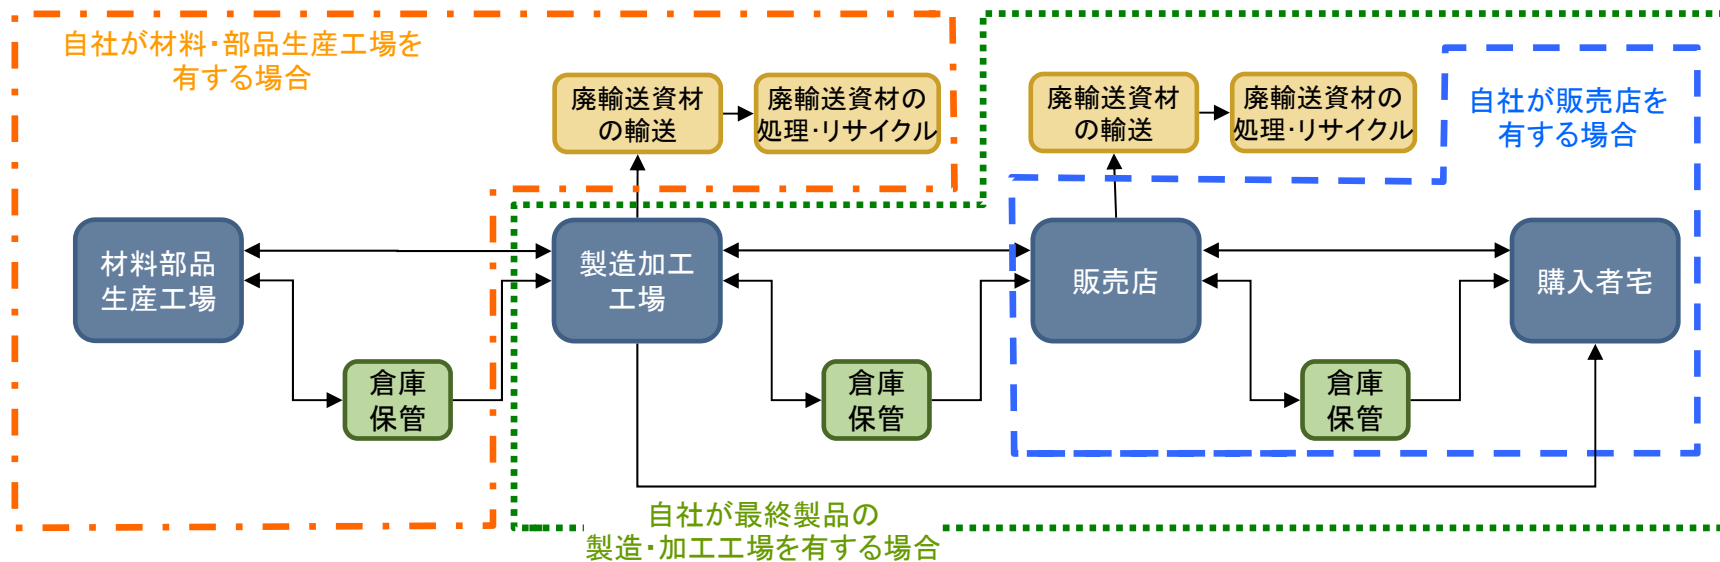 自社が材料・部品生産工場を
有する場合
廃輸送資材
の輸送
廃輸送資材の
処理・リサイクル
廃輸送資材
の輸送
廃輸送資材の
処理・リサイクル
自社が販売店を
有する場合
材料部品
生産工場
製造加工
工場
販売店
購入者宅
倉庫
保管
倉庫
保管
倉庫
保管
自社が最終製品の
製造・加工工場を有する場合